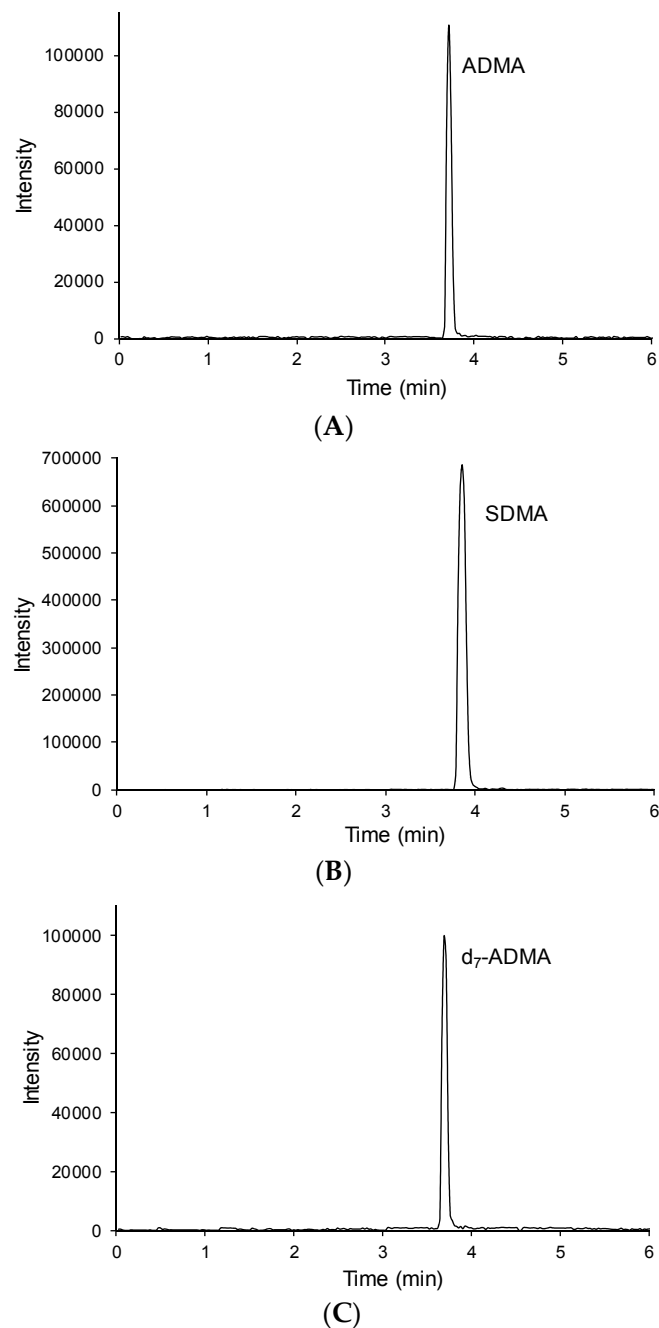 100000
ADMA
80000
60000
Intensity
40000
20000
0
0 1 2 3 4 5 6
Time (min)
(A)
700000
600000
SDMA
500000
400000
Intensity
300000
200000
100000
0
0 1 2 3 4 5 6
Time (min)
(B)
100000
d₇-ADMA
80000
60000
Intensity
40000
20000
0
0 1 2 3 4 5 6
Time (min)
(C)